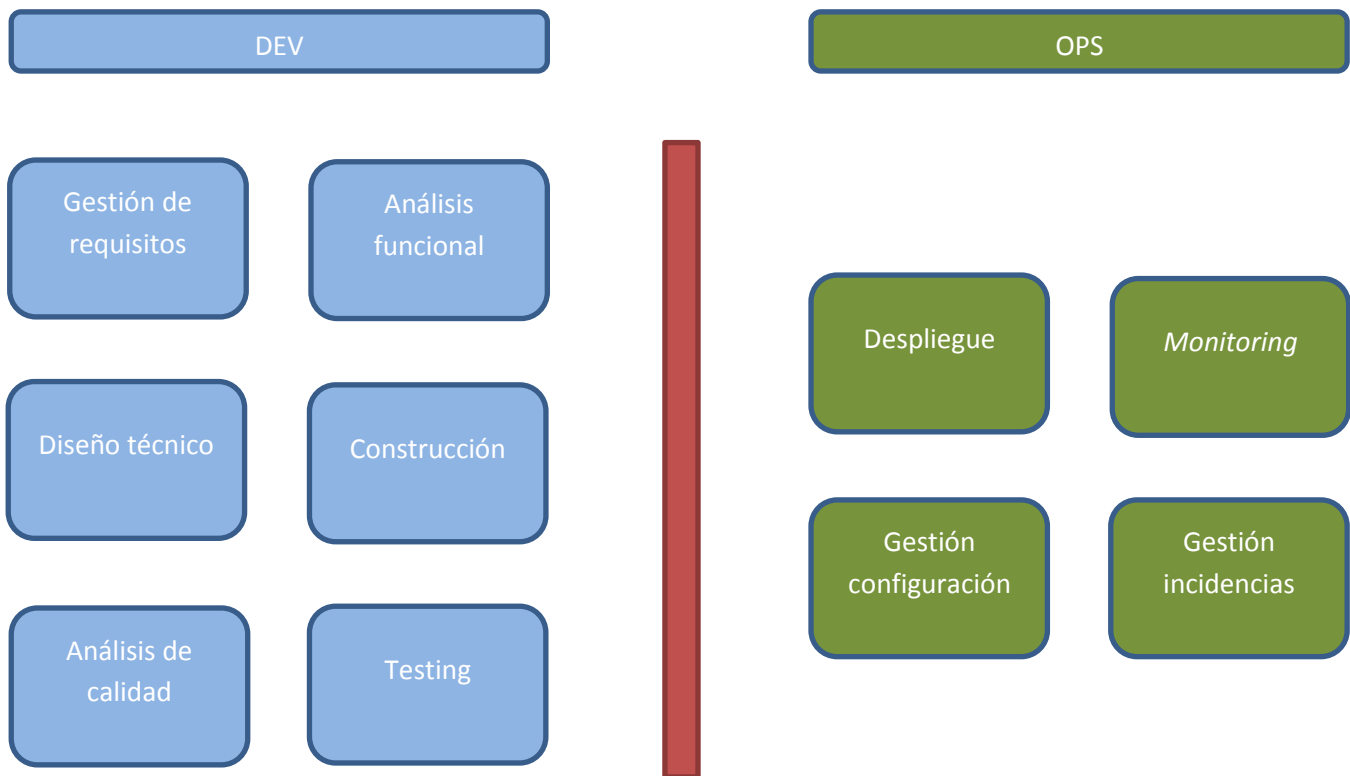 DEV
OPS
Gestión de
requisitos
Análisis
funcional
Despliegue
Monitoring
Diseño técnico
Construcción
Gestión
configuración
Gestión
incidencias
Análisis de
calidad
Testing